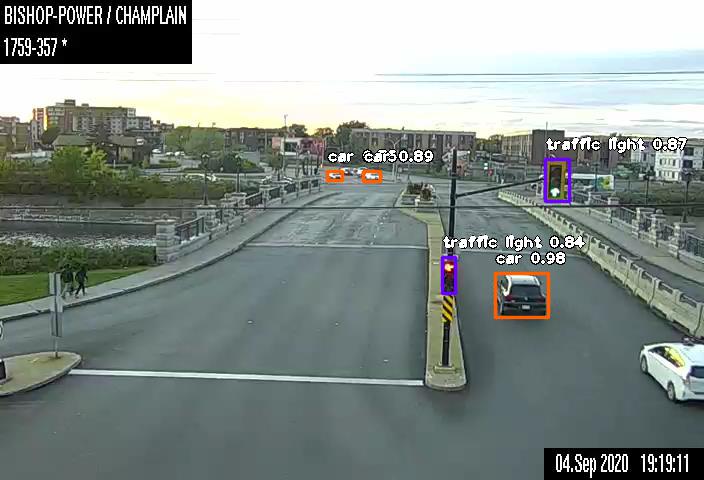 BISHOP-POWER / CHAMPLAIN
1759-357 *
traffic light 0.87
car
0.89
traffic light 0.84
car 0.98
04.Sep 2020 19:19:11